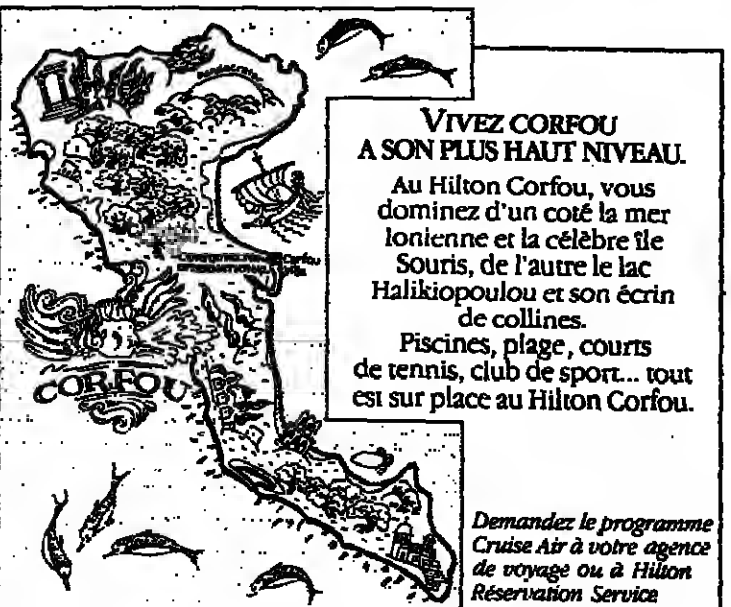 Pantocrator
VIVEZ CORFOU
A SON PLUS HAUT NIVEAU.
Au Hilton Corfou, vous
dominez d'un coté la mer
Ionienne et la célèbre île
Souris, de l'autre le lac
Halikiopoulou et son écrin
de collines.
Piscines, plage, courts
de tennis, club de sport... tout
est sur place au Hilton Corfou.
Corfou
CORFOU
Demandez le programme
Cruise Air à votre agence
de voyage ou à Hilton
Réservation Service